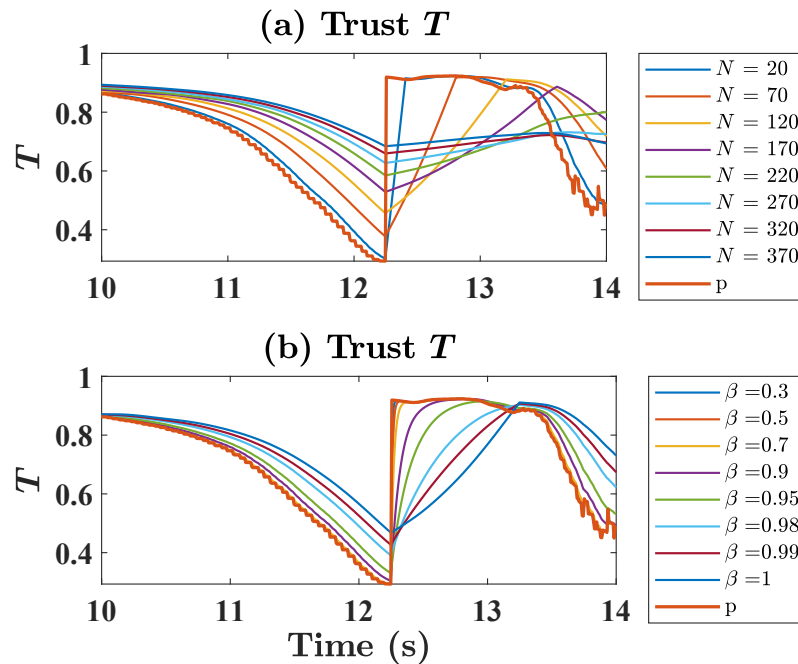 (a) Trust T
1
0.8
0.6
0.4
T
10 11 12 13 14
N = 20
N = 70
N = 120
N = 170
N = 220
N = 270
N = 320
N = 370
p
(b) Trust T
1
0.8
0.6
0.4
T
10 11 12 13 14
Time (s)
β=0.3
β=0.5
β=0.7
β=0.9
β=0.95
β=0.98
β=0.99
β=1
p